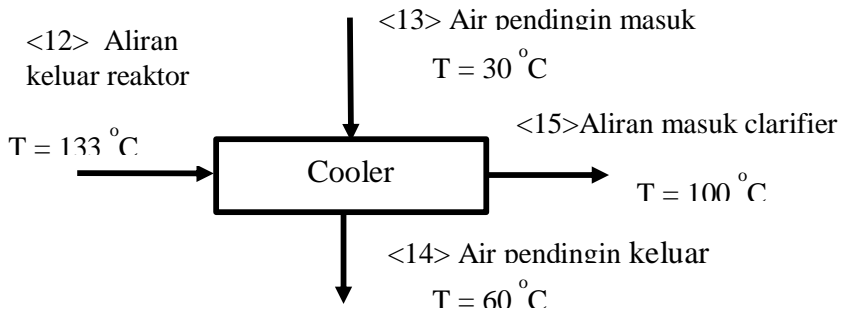 <13> Air pendingin masuk
T = 30 °C
<12> Aliran
keluar reaktor
T = 133 °C
<15>Aliran masuk clarifier
T = 100 °C
Cooler
<14> Air pendingin keluar
T = 60 °C